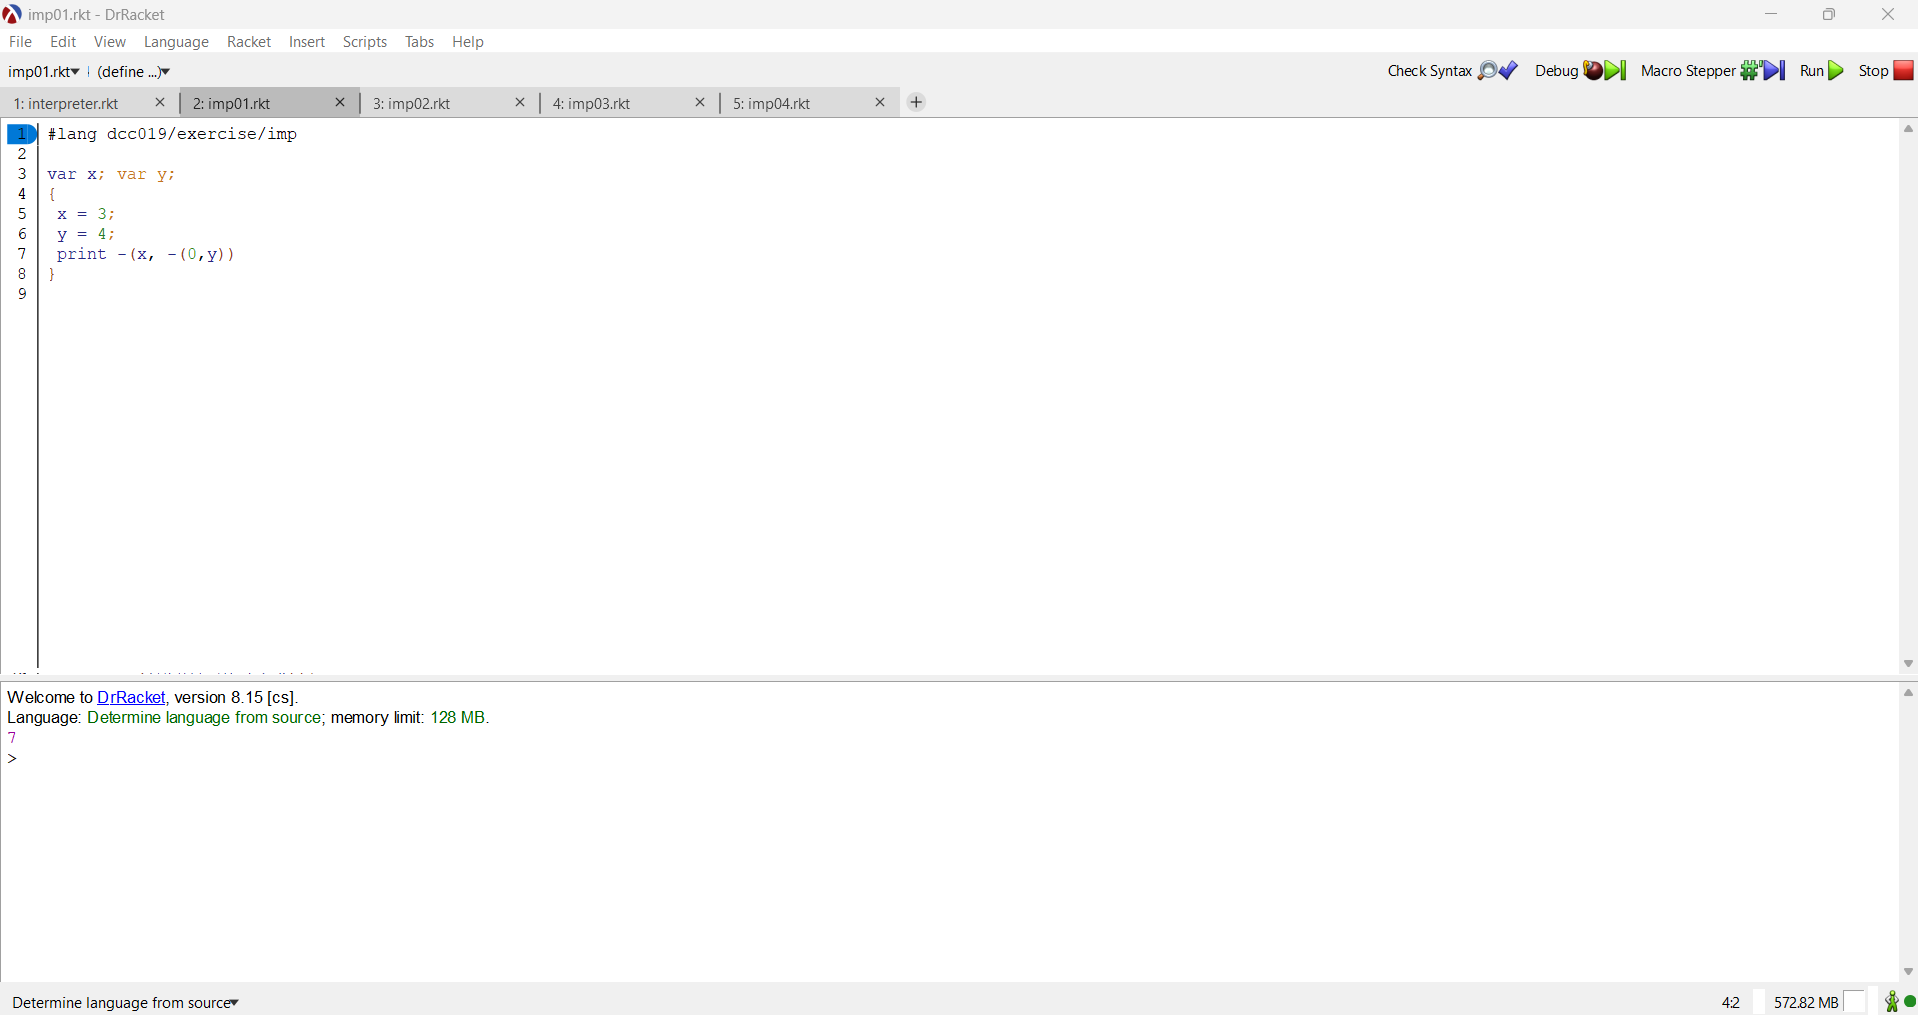 imp01.rkt - DrRacket
File Edit View Language Racket Insert Scripts Tabs Help
imp01.rkt (define ...) Check Syntax Debug Macro Stepper Run Stop
1: interpreter.rkt 2: imp01.rkt 3: imp02.rkt 4: imp03.rkt 5: imp04.rkt
1 #lang dcc019/exercise/imp
2
3 var x; var y;
4 {
5 x = 3;
6 y = 4;
7 print -(x, -(0,y))
8 }
9
Welcome to DrRacket, version 8.15 [cs].
Language: Determine language from source; memory limit: 128 MB.
7
>
Determine language from source 4:2 572.82 MB